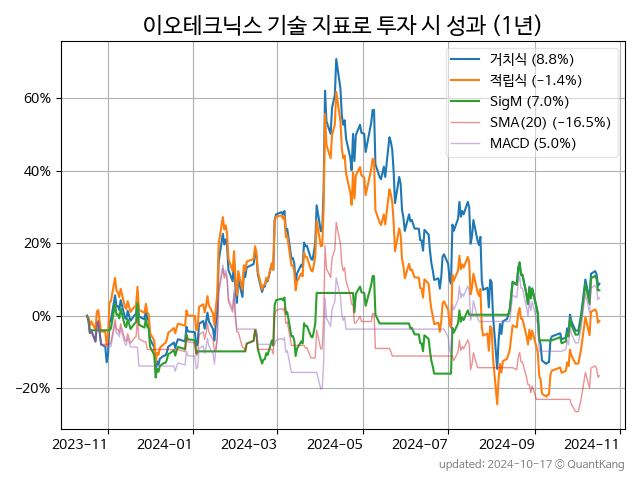 이오테크닉스 기술 지표로 투자 시 성과 (1년)
거치식 (8.8%)
적립식 (−1.4%)
SigM (7.0%)
SMA(20) (−16.5%)
MACD (5.0%)
60%
40%
20%
0%
−20%
2023-11 2024-01 2024-03 2024-05 2024-07 2024-09 2024-11
updated: 2024-10-17 © QuantKang